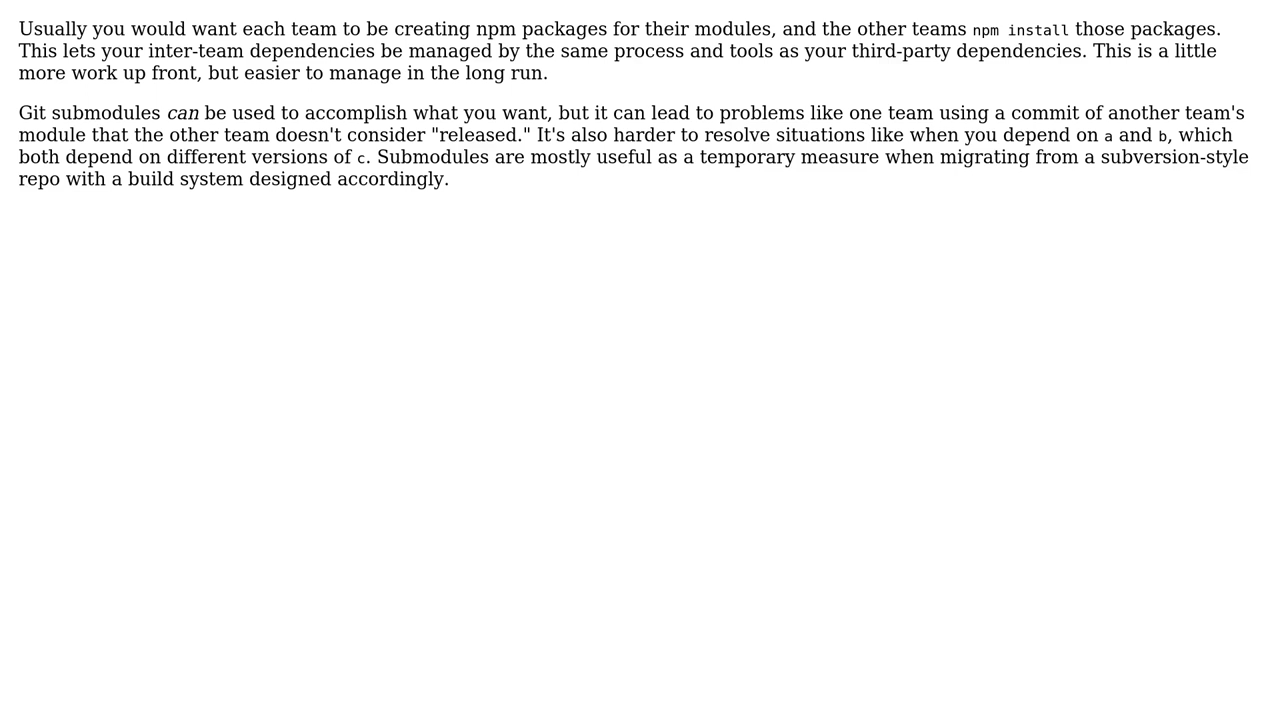 Usually you would want each team to be creating npm packages for their modules, and the other teams npm install those packages.
This lets your inter-team dependencies be managed by the same process and tools as your third-party dependencies. This is a little
more work up front, but easier to manage in the long run.
Git submodules can be used to accomplish what you want, but it can lead to problems like one team using a commit of another team's
module that the other team doesn't consider "released." It's also harder to resolve situations like when you depend on a and b, which
both depend on different versions of c. Submodules are mostly useful as a temporary measure when migrating from a subversion-style
repo with a build system designed accordingly.